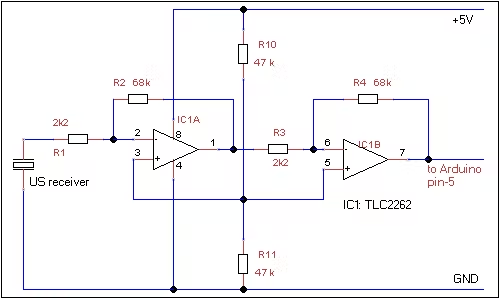 +5V
R10
47 k
R2 68k
R4 68k
IC1A
2k2
8
2
-
1
R3
6
-
IC1B
7
R1
3
+
4
2k2
5
+
to Arduino
pin-5
US receiver
IC1: TLC2262
R11
47 k
GND